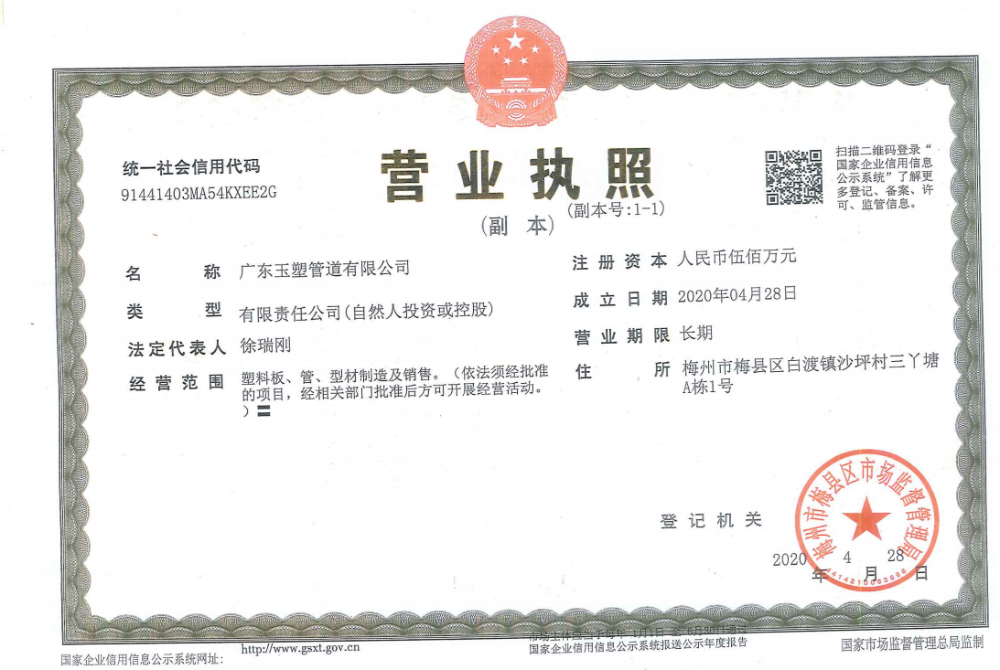 营业执照
(副 本)
(副本号:1-1)
统一社会信用代码
91441403MA54KXEE2G
扫描二维码登录“
国家企业信用信息
公示系统”了解更
多登记、备案、许
可、监管信息。
名 称 广东玉塑管道有限公司
类 型 有限责任公司(自然人投资或控股)
法定代表人 徐瑞刚
经营范围 塑料板、管、型材制造及销售。(依法须经批准
的项目,经相关部门批准后方可开展经营活动。
)〓
注册资本 人民币伍佰万元
成立日期 2020年04月28日
营业期限 长期
住 所 梅州市梅县区白渡镇沙坪村三丫塘
A栋1号
登记机关
梅州市梅县区市场监督管理局
2020 年 4 月 28 日
国家企业信用信息公示系统网址:
http://www.gsxt.gov.cn
市场主体应当于每年 1月1日 至 6月30日通过
国家企业信用信息公示系统报送公示年度报告
国家市场监督管理总局监制